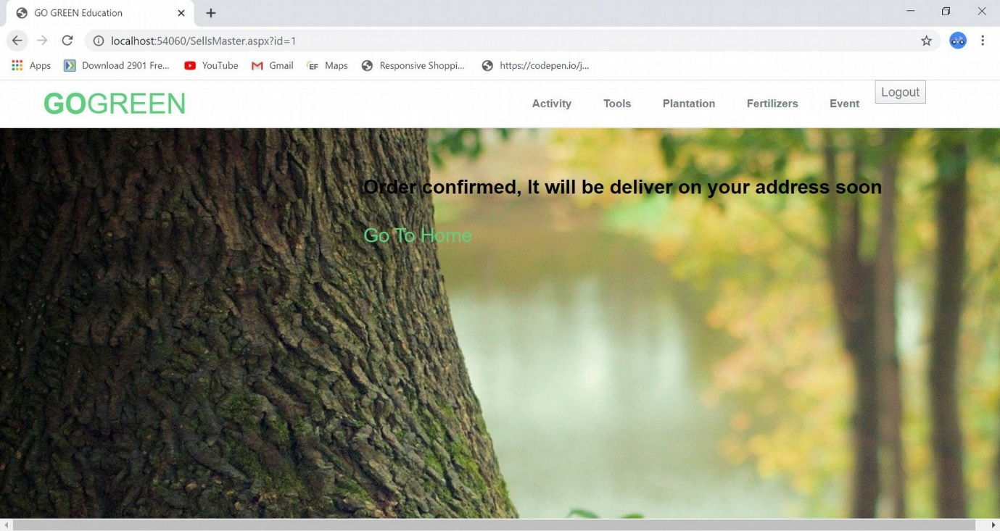 GO GREEN Education
localhost:54060/SellsMaster.aspx?id=1
Apps Download 2901 Fre... YouTube Gmail EF Maps Responsive Shoppi... https://codepen.io/j...
GOGREEN Activity Tools Plantation Fertilizers Event Logout
Order confirmed, It will be deliver on your address soon
Go To Home